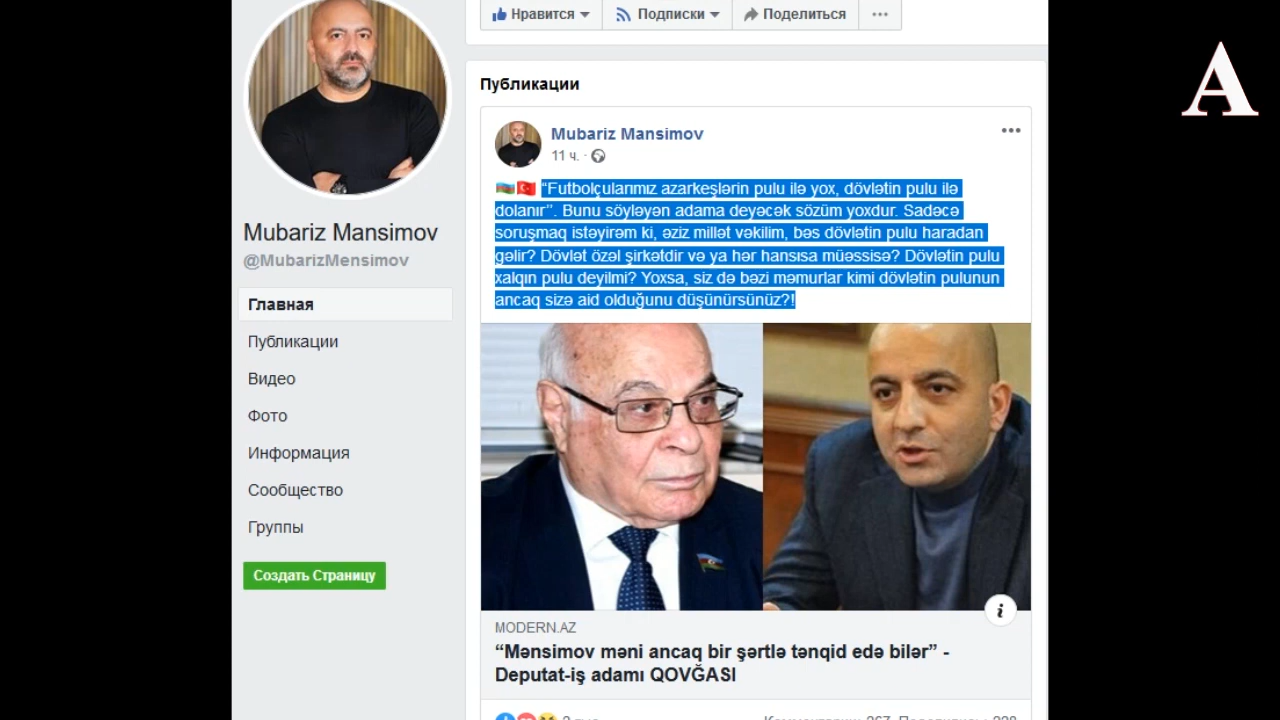 Нравится
Подписки
Поделиться
A
Публикации
Mubariz Mansimov
11 ч.
“Futbolçularımız azarkeşlərin pulu ilə yox, dövlətin pulu ilə
dolanır’’. Bunu söyləyən adama deyəcək sözüm yoxdur. Sadəcə
soruşmaq istəyirəm ki, əziz millət vəkilim, bəs dövlətin pulu haradan
gəlir? Dövlət özəl şirkətdir və ya hər hansısa müəssisə? Dövlətin pulu
xalqın pulu deyilmi? Yoxsa, siz də bəzi məmurlar kimi dövlətin pulunun
ancaq sizə aid olduğunu düşünürsünüz?!
Mubariz Mansimov
@MubarizMensimov
Главная
Публикации
Видео
Фото
Информация
Сообщество
Группы
Создать Страницу
MODERN.AZ
“Mənsimov məni ancaq bir şərtlə tənqid edə bilər” -
Deputat-iş adamı QOVĞASI